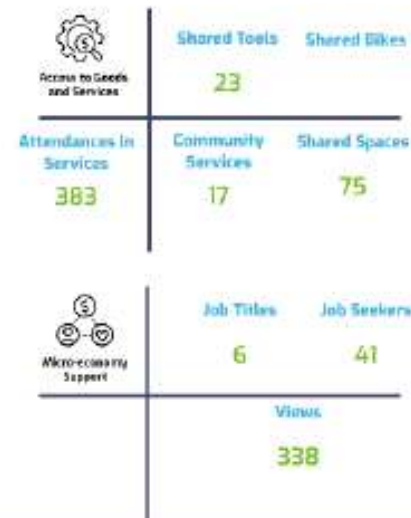 Shared Tools Shared Bikes
Access to Goods
and Services
23
Attendances in
Services
383
Community
Services
17
Shared Spaces
75
Job Titles Job Seekers
6 41
Micro-economy
Support
Views
338